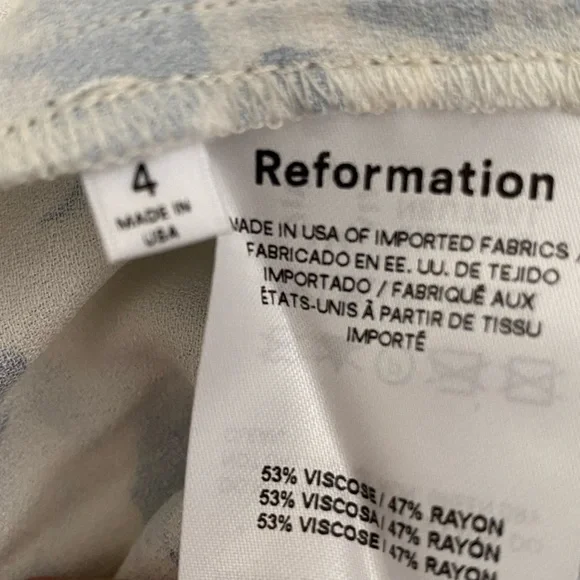 4
MADE IN
USA
Reformation
MADE IN USA OF IMPORTED FABRICS /
FABRICADO EN EE. UU. DE TEJIDO
IMPORTADO / FABRIQUÉ AUX
ÉTATS-UNIS À PARTIR DE TISSU
IMPORTÉ
53% VISCOSE / 47% RAYON
53% VISCOSA / 47% RAYÓN
53% VISCOSE / 47% RAYON